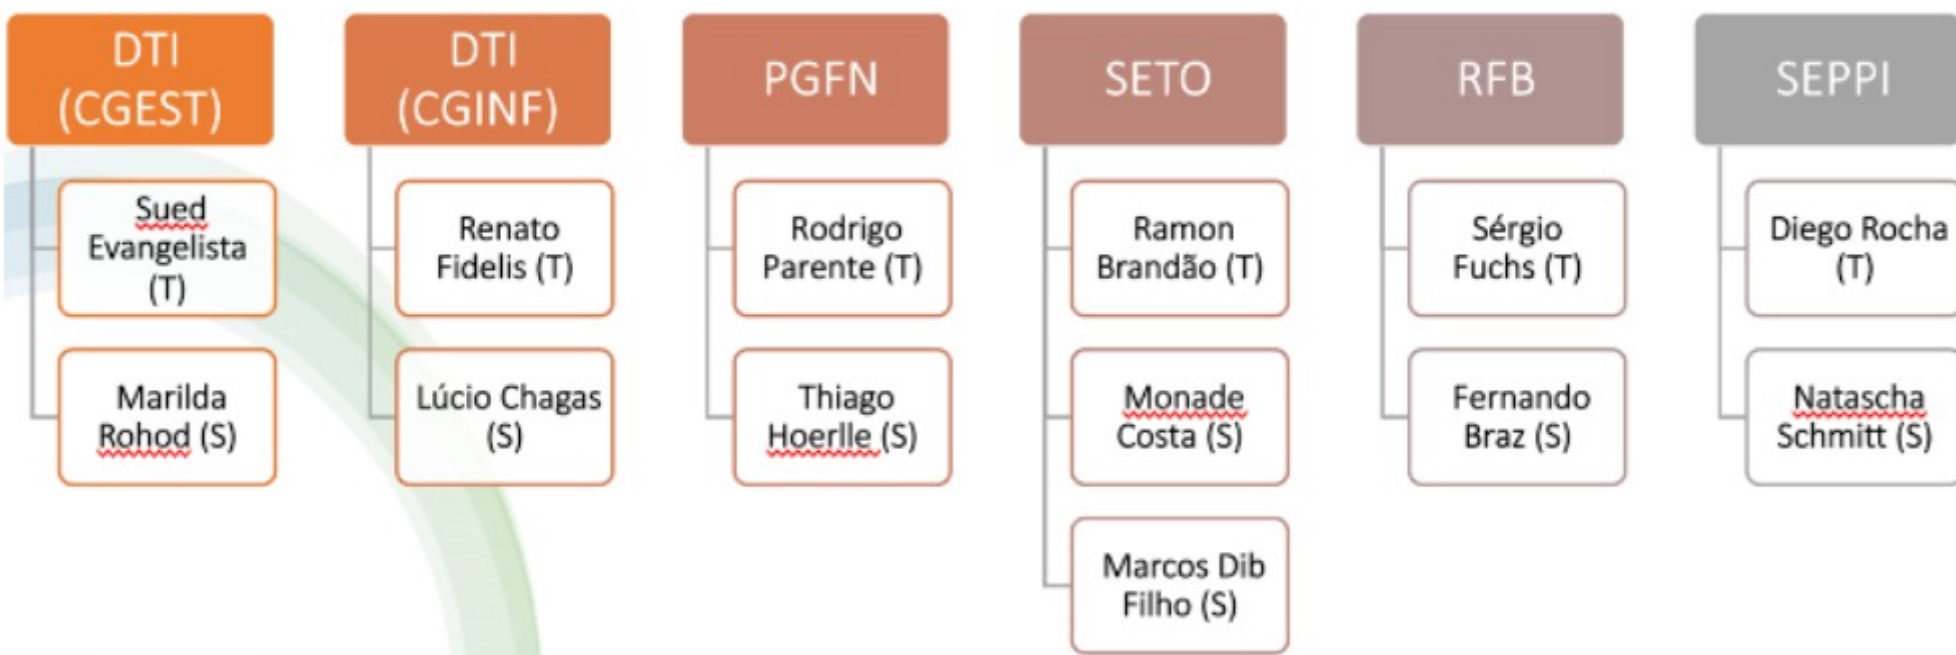 DTI
(CGEST)
Sued
Evangelista
(T)
Marilda
Rohod (S)
DTI
(CGINF)
Renato
Fidelis (T)
Lúcio Chagas
(S)
PGFN
Rodrigo
Parente (T)
Thiago
Hoerlle (S)
SETO
Ramon
Brandão (T)
Monade
Costa (S)
Marcos Dib
Filho (S)
RFB
Sérgio
Fuchs (T)
Fernando
Braz (S)
SEPPI
Diego Rocha
(T)
Natascha
Schmitt (S)